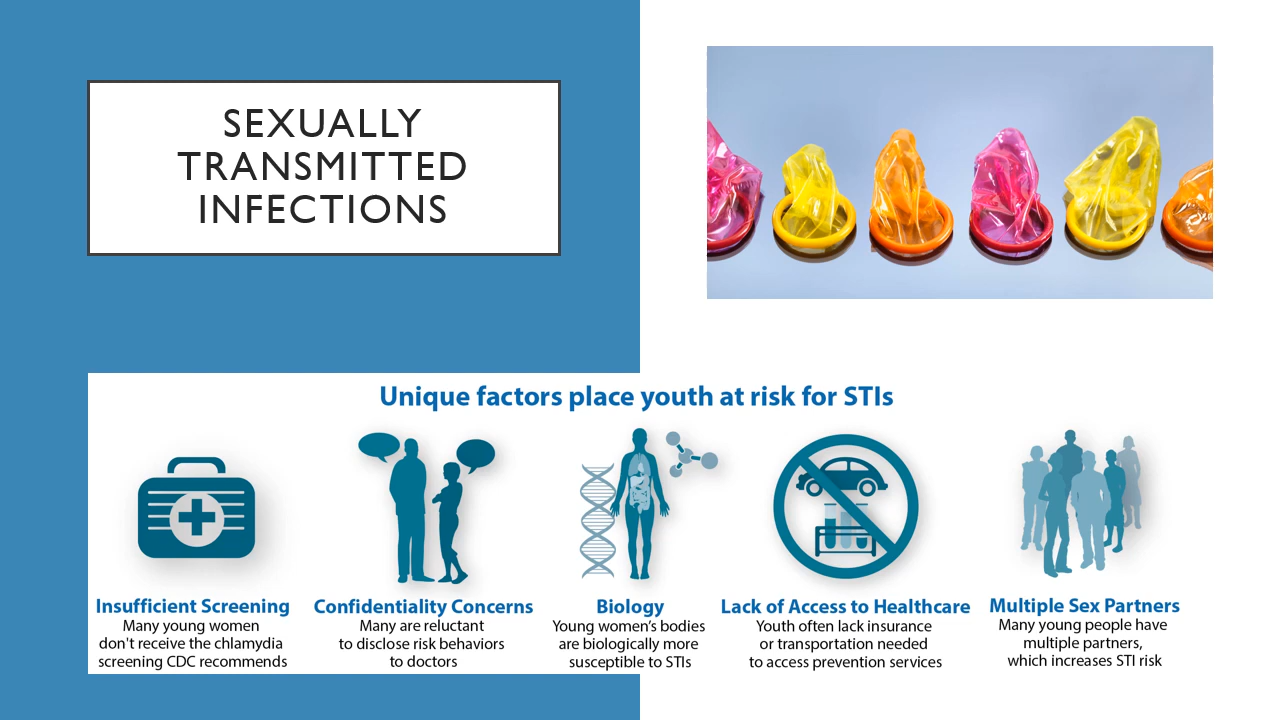 SEXUALLY
TRANSMITTED
INFECTIONS
Unique factors place youth at risk for STIs
Insufficient Screening
Many young women
don't receive the chlamydia
screening CDC recommends
Confidentiality Concerns
Many are reluctant
to disclose risk behaviors
to doctors
Biology
Young women's bodies
are biologically more
susceptible to STIs
Lack of Access to Healthcare
Youth often lack insurance
or transportation needed
to access prevention services
Multiple Sex Partners
Many young people have
multiple partners,
which increases STI risk